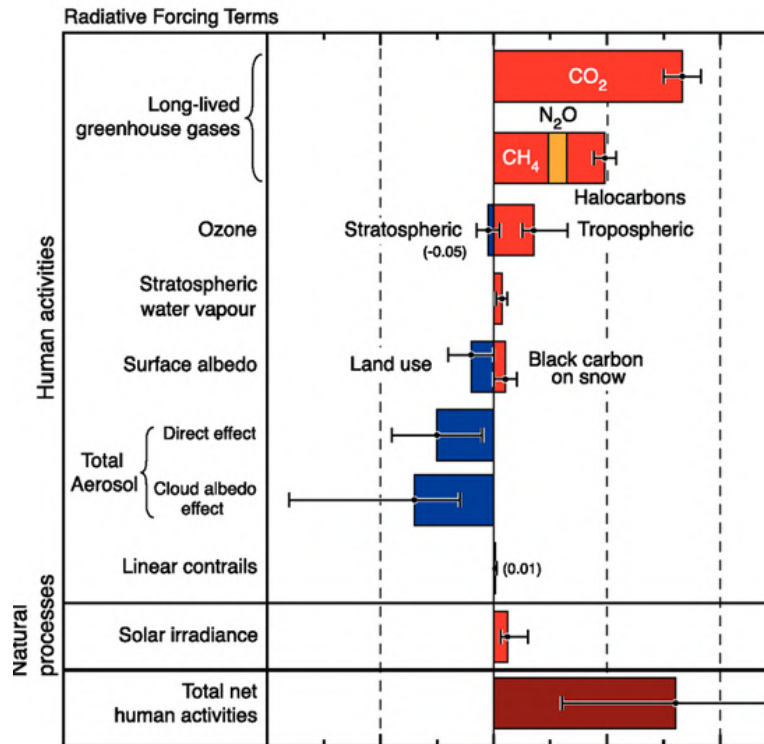 Radiative Forcing Terms
CO2
Long-lived
greenhouse gases
N2O
CH4
Halocarbons
Ozone
Stratospheric
(-0.05)
Tropospheric
Stratospheric
water vapour
Surface albedo
Land use
Black carbon
on snow
Human activities
Total
Aerosol
Direct effect
Cloud albedo
effect
Linear contrails
(0.01)
Natural
processes
Solar irradiance
Total net
human activities